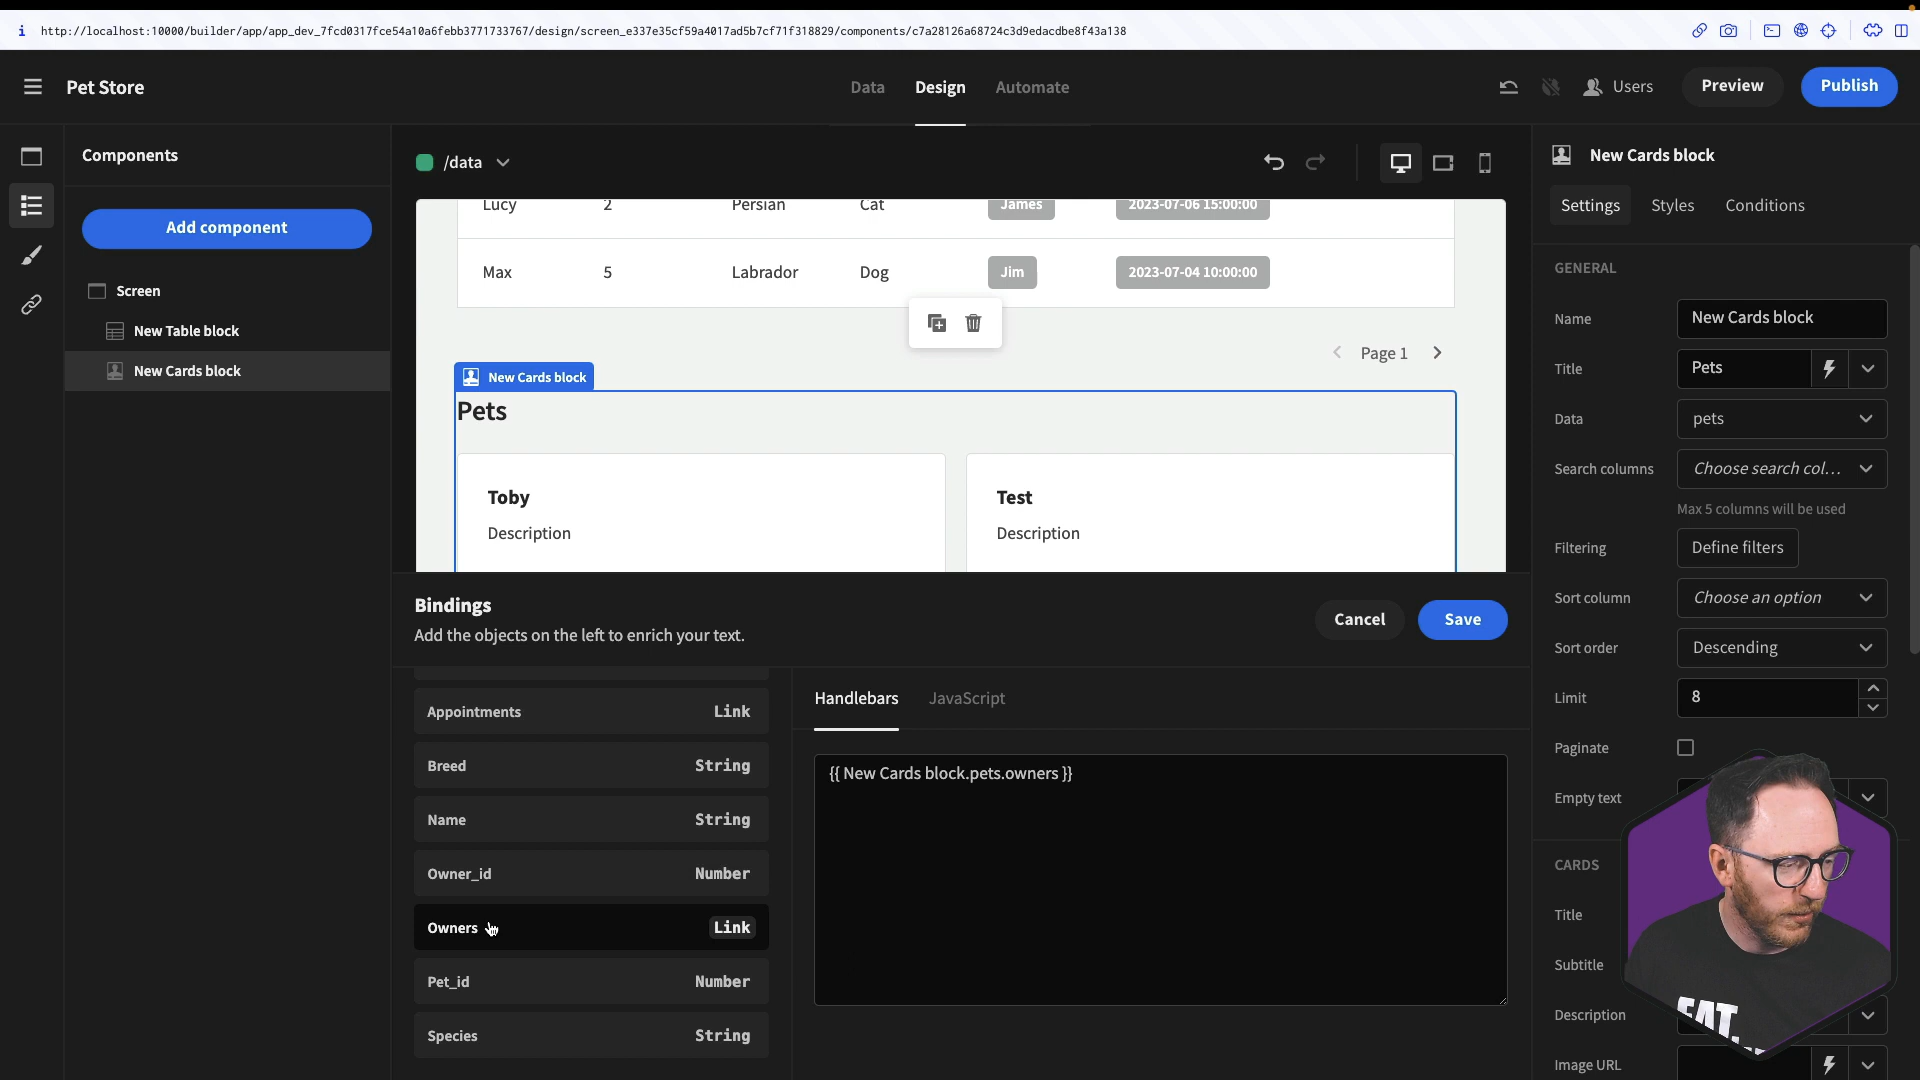 i http://localhost:10000/builder/app/app_dev_7fcd0317fce54a10a6febb3771733767/design/screen_e337e35cf59a4017ad5b7cf71f318829/components/c7a28126a68724c3d9edacdbe8f43a138
Pet Store
Data Design Automate
Users Preview Publish
Components
/data
New Cards block
Settings Styles Conditions
Add component
Screen
New Table block
New Cards block
Lucy 2 Persian Cat James 2023-07-06 15:00:00
Max 5 Labrador Dog Jim 2023-07-04 10:00:00
Page 1
New Cards block
Pets
Toby
Description
Test
Description
Bindings
Add the objects on the left to enrich your text.
Cancel Save
Appointments Link
Breed String
Name String
Owner_id Number
Owners Link
Pet_id Number
Species String
Handlebars JavaScript
{{ New Cards block.pets.owners }}
GENERAL
Name New Cards block
Title Pets
Data pets
Search columns Choose search col...
Max 5 columns will be used
Filtering Define filters
Sort column Choose an option
Sort order Descending
Limit 8
Paginate
Empty text
CARDS
Title
Subtitle
Description
Image URL